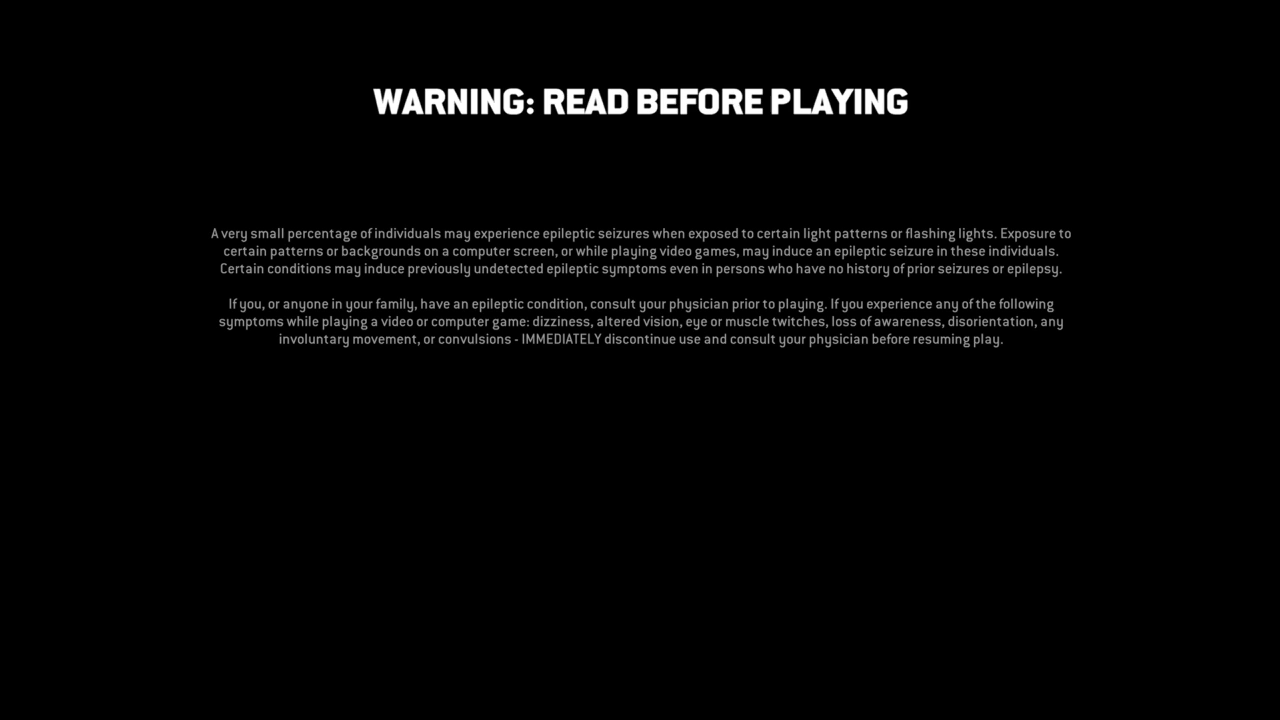 WARNING: READ BEFORE PLAYING
A very small percentage of individuals may experience epileptic seizures when exposed to certain light patterns or flashing lights. Exposure to
certain patterns or backgrounds on a computer screen, or while playing video games, may induce an epileptic seizure in these individuals.
Certain conditions may induce previously undetected epileptic symptoms even in persons who have no history of prior seizures or epilepsy.
If you, or anyone in your family, have an epileptic condition, consult your physician prior to playing. If you experience any of the following
symptoms while playing a video or computer game: dizziness, altered vision, eye or muscle twitches, loss of awareness, disorientation, any
involuntary movement, or convulsions - IMMEDIATELY discontinue use and consult your physician before resuming play.